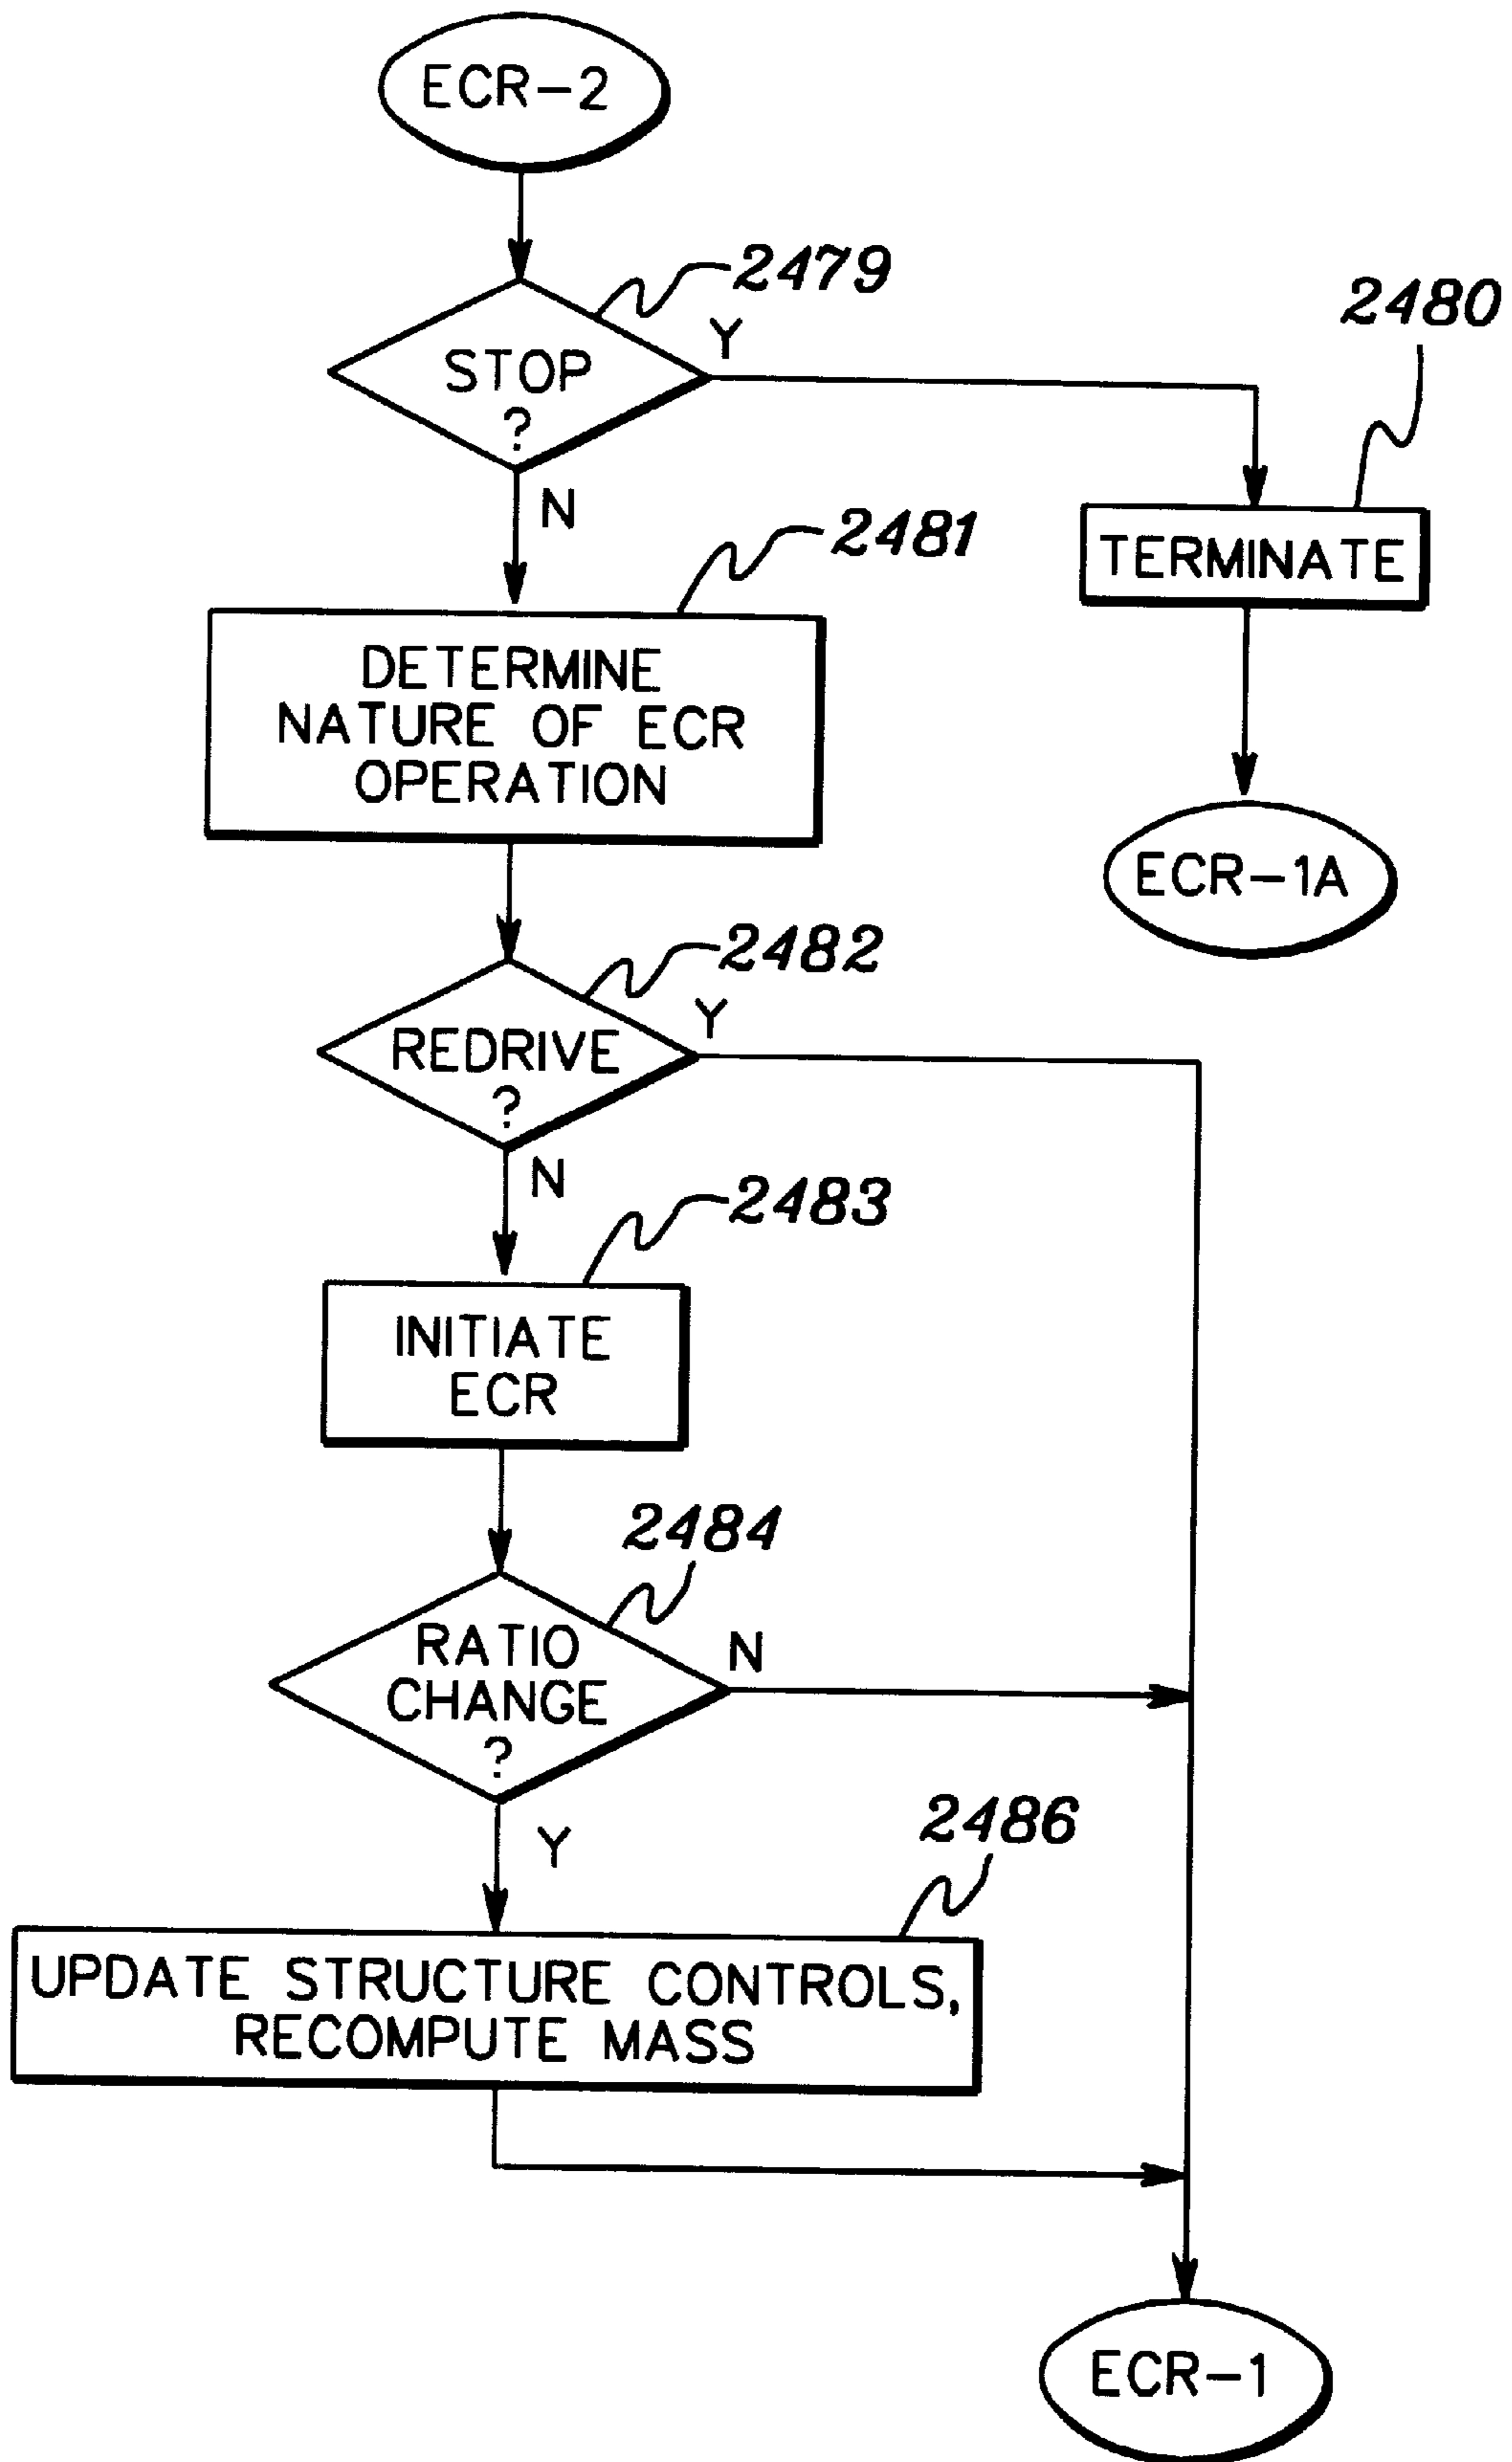 ECR-2
2479
STOP
?
Y
N
2480
TERMINATE
ECR-1A
2481
DETERMINE
NATURE OF ECR
OPERATION
2482
REDRIVE
?
Y
N
2483
INITIATE
ECR
2484
RATIO
CHANGE
?
N
Y
2486
UPDATE STRUCTURE CONTROLS,
RECOMPUTE MASS
ECR-1